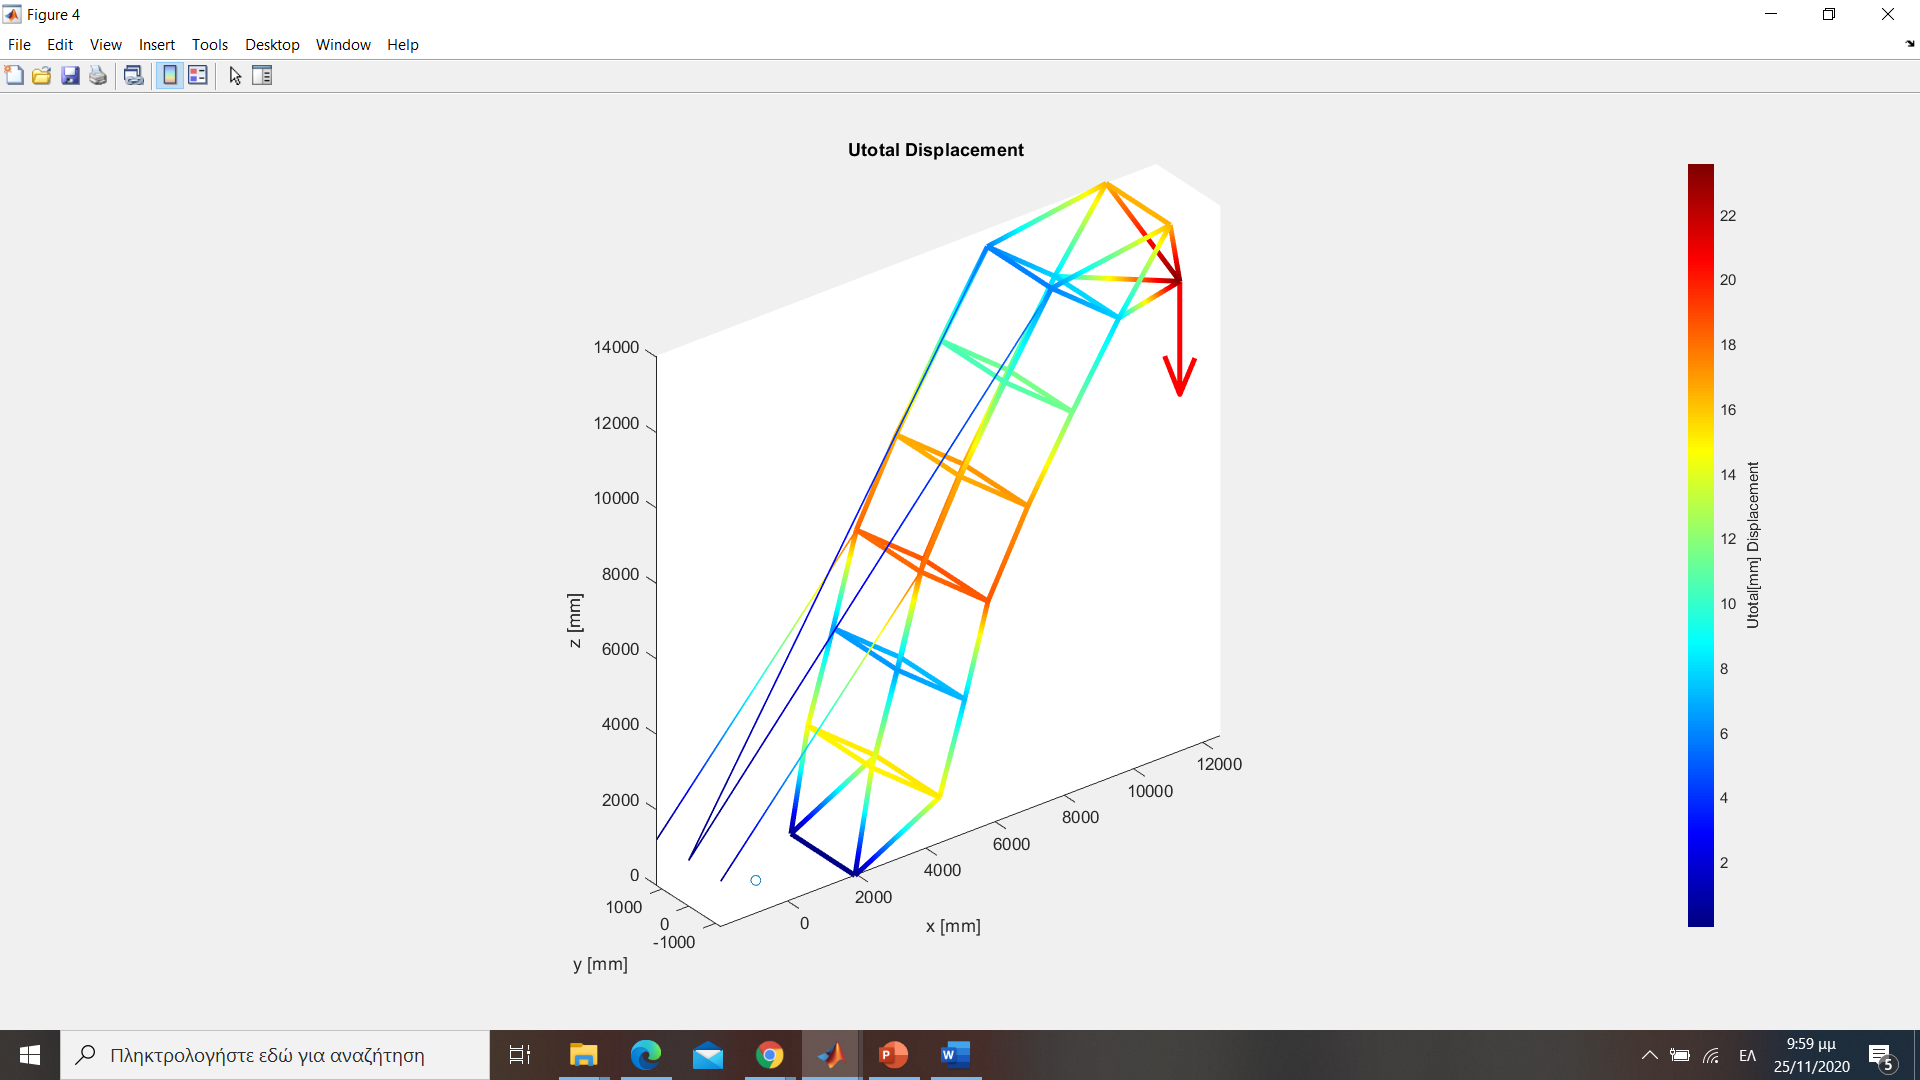 Figure 4
File Edit View Insert Tools Desktop Window Help
Utotal Displacement
14000
12000
10000
8000
6000
4000
2000
0
z [mm]
1000
0
-1000
y [mm]
0
2000
4000
6000
8000
10000
12000
x [mm]
22
20
18
16
14
12
10
8
6
4
2
Utotal[mm] Displacement
Πληκτρολογήστε εδώ για αναζήτηση
P
W
ΕΛ
9:59 μμ
25/11/2020
5